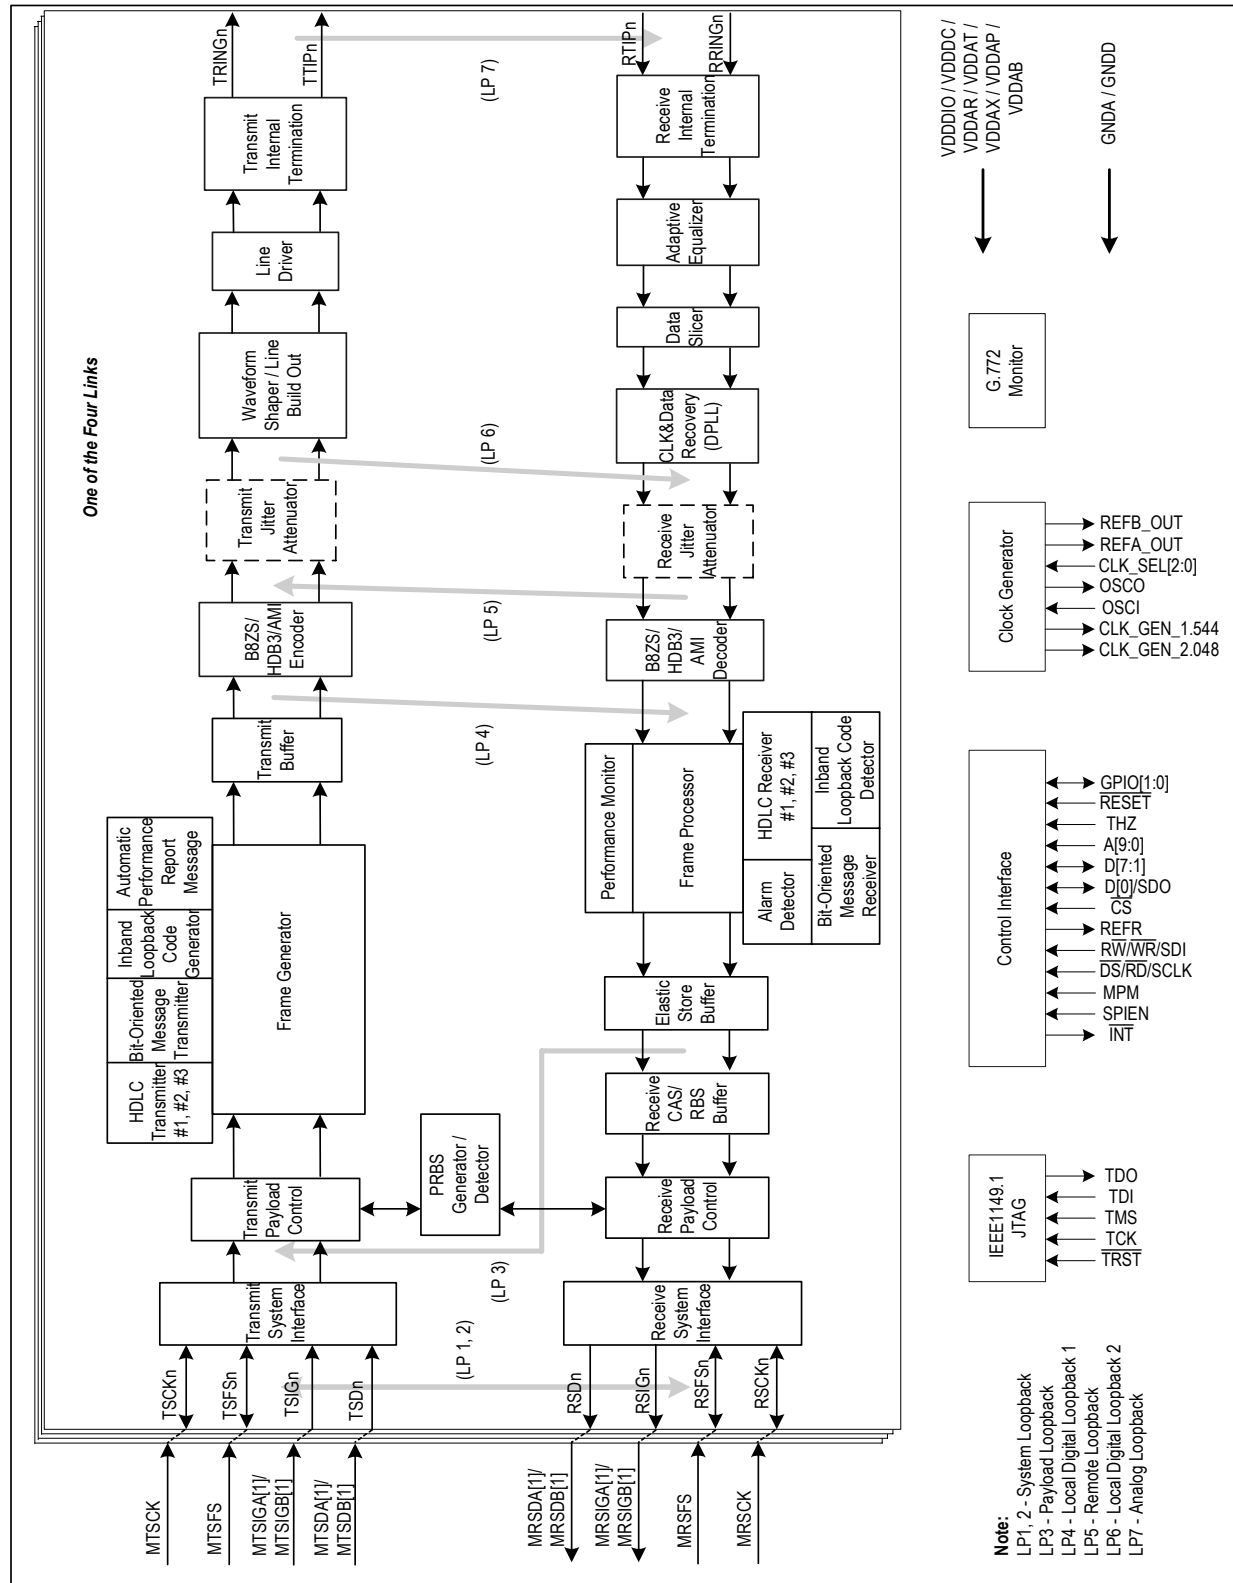 One of the Four Links
TRINGn
TTIPn
(LP 7)
RTIPn
RRINGn
Transmit
Internal
Termination
Receive
Internal
Termination
Line
Driver
Adaptive
Equalizer
Waveform
Shaper / Line
Build Out
Data
Slicer
CLK&Data
Recovery
(DPLL)
(LP 6)
Transmit
Jitter
Attenuator
Receive
Jitter
Attenuator
(LP 5)
B8ZS/
HDB3/AMI
Encoder
B8ZS/
HDB3/
AMI
Decoder
(LP 4)
Transmit
Buffer
Automatic
Performance
Report
Message
Inband
Loopback
Code
Generator
Bit-Oriented
Message
Transmitter
HDLC
Transmitter
#1, #2, #3
Frame Generator
Performance Monitor
Frame Processor
HDLC Receiver
#1, #2, #3
Inband
Loopback Code
Detector
Alarm
Detector
Bit-Oriented
Message
Receiver
Elastic
Store
Buffer
Receive
CAS/
RBS
Buffer
PRBS
Generator /
Detector
Transmit
Payload
Control
Receive
Payload
Control
(LP 3)
Transmit
System
Interface
Receive
System
Interface
(LP 1, 2)
TSCKn
TSFSn
TSIGn
TSDn
RSDn
RSIGn
RSFSn
RSCKn
MTSCK
MTSFS
MTSIGA[1]/
MTSIGB[1]
MTSDA[1]/
MTSDB[1]
MRSDA[1]/
MRSDB[1]
MRSIGA[1]/
MRSIGB[1]
MRSFS
MRSCK
VDDDIO / VDDDC /
VDDAR / VDDAT /
VDDAX / VDDAP /
VDDAB
GNDA / GNDD
G.772
Monitor
Clock Generator
REFB_OUT
REFA_OUT
CLK_SEL[2:0]
OSCO
OSCI
CLK_GEN_1.544
CLK_GEN_2.048
Control Interface
GPIO[1:0]
RESET
THZ
A[9:0]
D[7:1]
D[0]/SDO
CS
REFR
RW/WR/SDI
DS/RD/SCLK
MPM
SPIEN
INT
IEEE1149.1
JTAG
TDO
TDI
TMS
TCK
TRST
Note:
LP1, 2 - System Loopback
LP3 - Payload Loopback
LP4 - Local Digital Loopback 1
LP5 - Remote Loopback
LP6 - Local Digital Loopback 2
LP7 - Analog Loopback